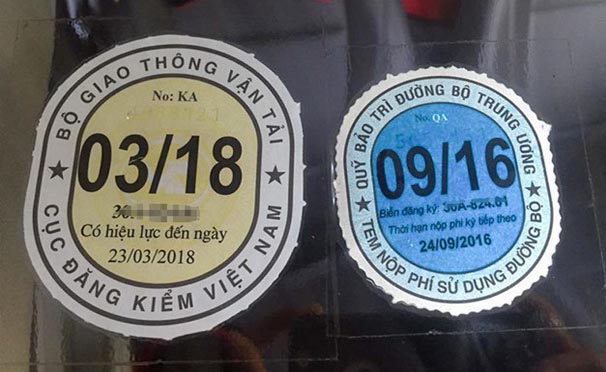 BỘ GIAO THÔNG VẬN TẢI
No: KA
03/18
Có hiệu lực đến ngày
23/03/2018
CỤC ĐĂNG KIỂM VIỆT NAM
QUỸ BẢO TRÌ ĐƯỜNG BỘ TRUNG ƯƠNG
No. QA
09/16
Biển đăng ký:
Thời hạn nộp phí kỳ tiếp theo
24/09/2016
TEM NỘP PHÍ SỬ DỤNG ĐƯỜNG BỘ